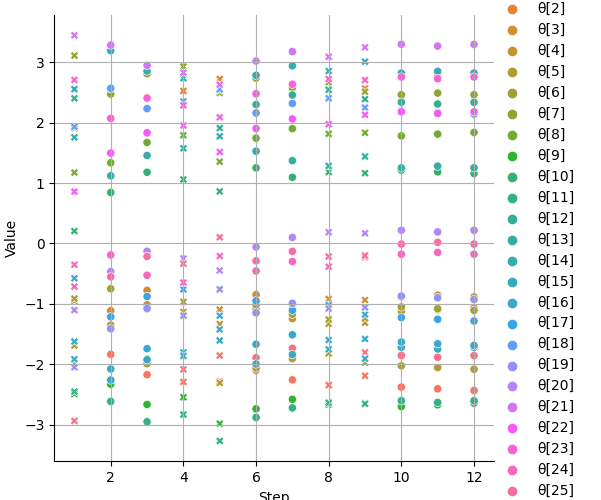 θ[2]
θ[3]
θ[4]
θ[5]
θ[6]
θ[7]
θ[8]
θ[9]
θ[10]
θ[11]
θ[12]
θ[13]
θ[14]
θ[15]
θ[16]
θ[17]
θ[18]
θ[19]
θ[20]
θ[21]
θ[22]
θ[23]
θ[24]
θ[25]
Value
3
2
1
0
−1
−2
−3
2
4
6
8
10
12
Step